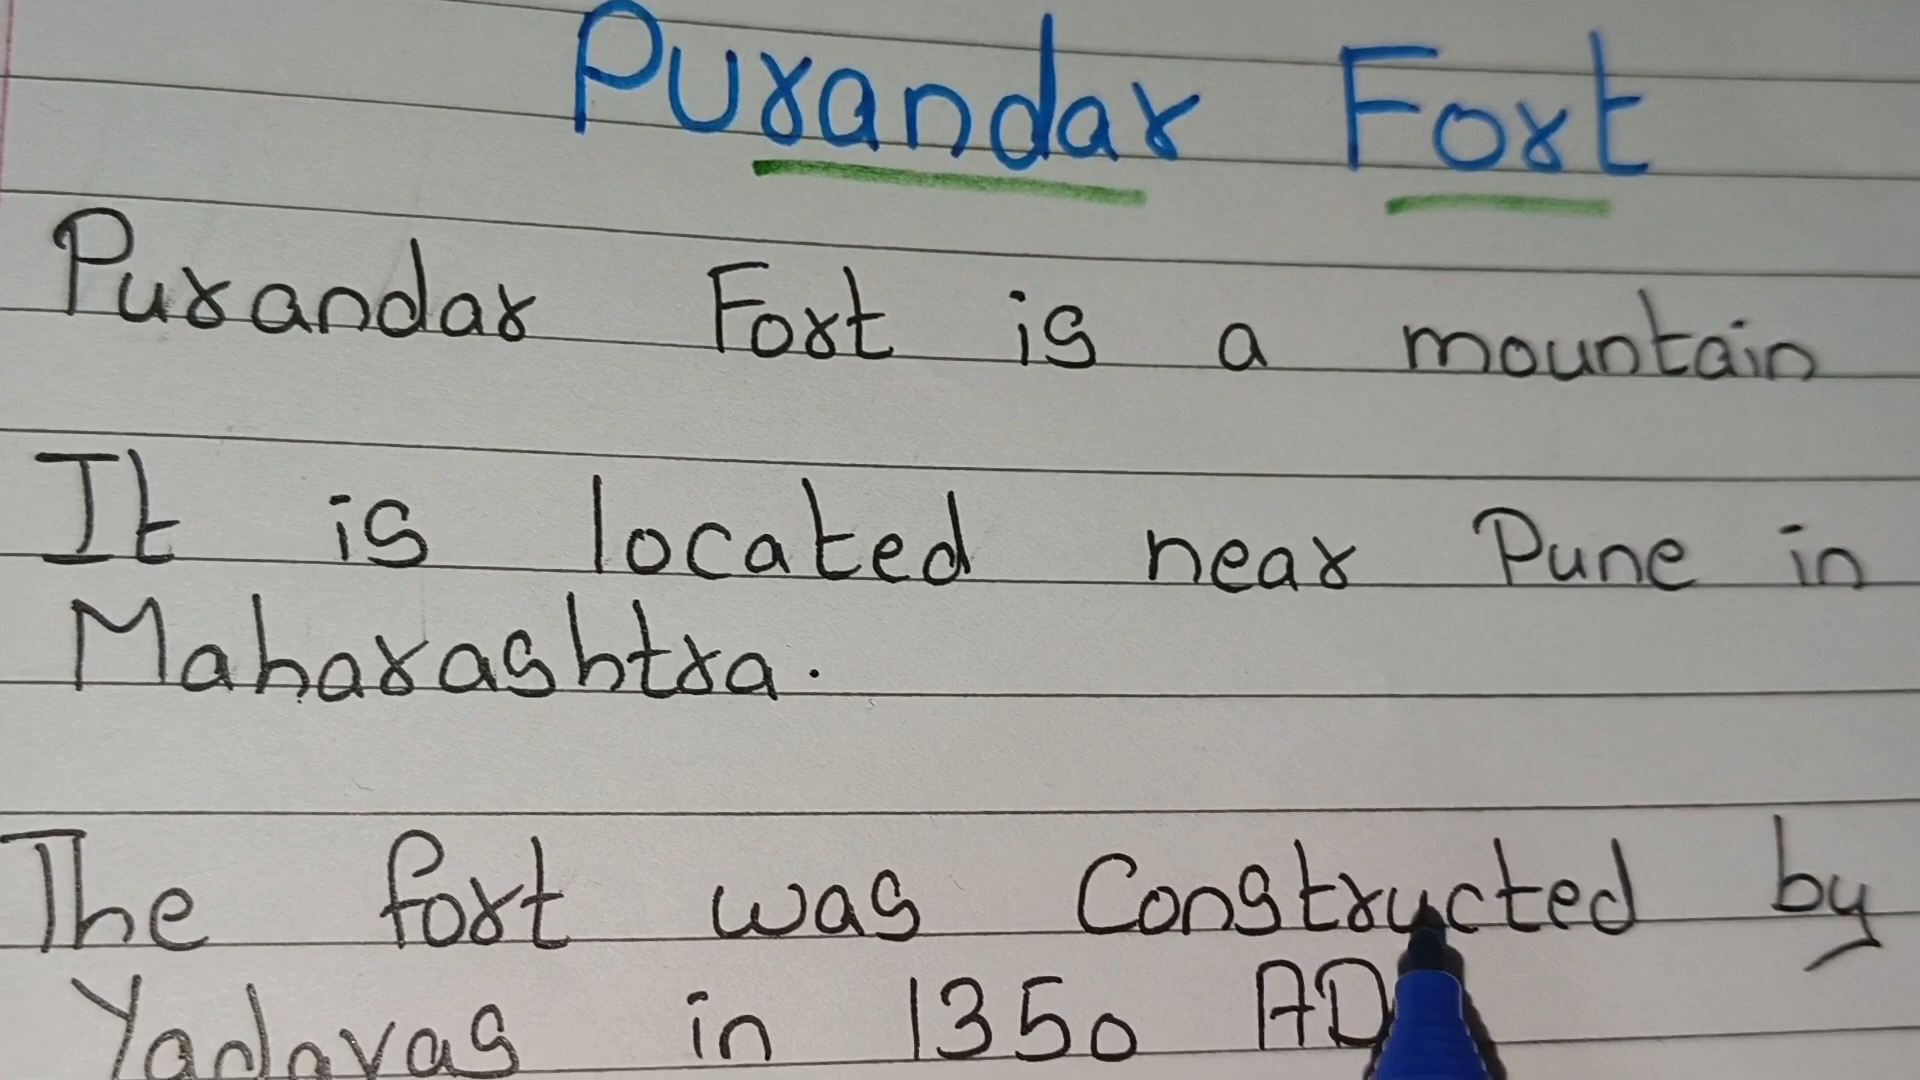 Purandar Fort
Purandar Fort is a mountain
It is located near Pune in
Maharashtra.
The fort was Constructed by
Yadavas in 1350 AD